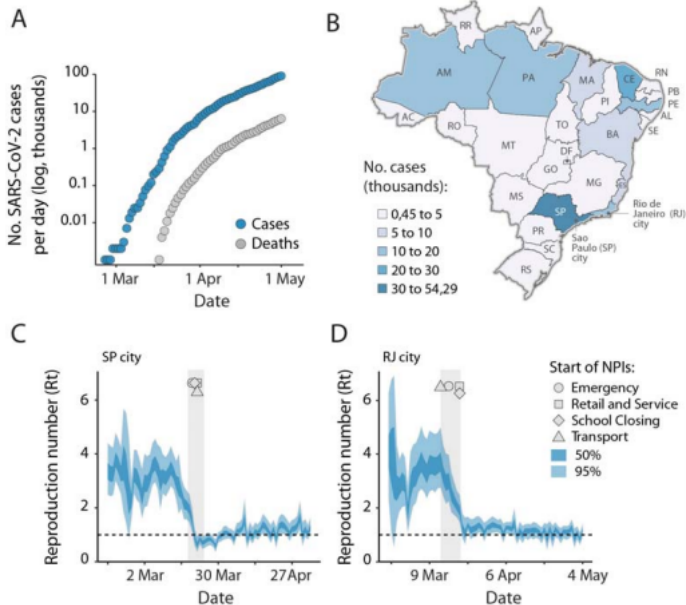 A
No. SARS-CoV-2 cases
per day (log, thousands)
100
10
1
0.1
0.01
Cases
Deaths
1 Mar
1 Apr
1 May
Date
B
RR
AP
AM
PA
MA
CE
RN
PB
PE
AL
SE
PI
AC
RO
TO
BA
MT
DF
GO
MG
ES
MS
SP
PR
SC
RS
Rio de
Janeiro (RJ)
city
Sao
Paulo (SP)
city
No. cases
(thousands):
0,45 to 5
5 to 10
10 to 20
20 to 30
30 to 54,29
C
SP city
Reproduction number (Rt)
6
4
2
0
2 Mar
30 Mar
27 Apr
Date
D
RJ city
Reproduction number (Rt)
6
4
2
0
9 Mar
6 Apr
4 May
Date
Start of NPIs:
Emergency
Retail and Service
School Closing
Transport
50%
95%